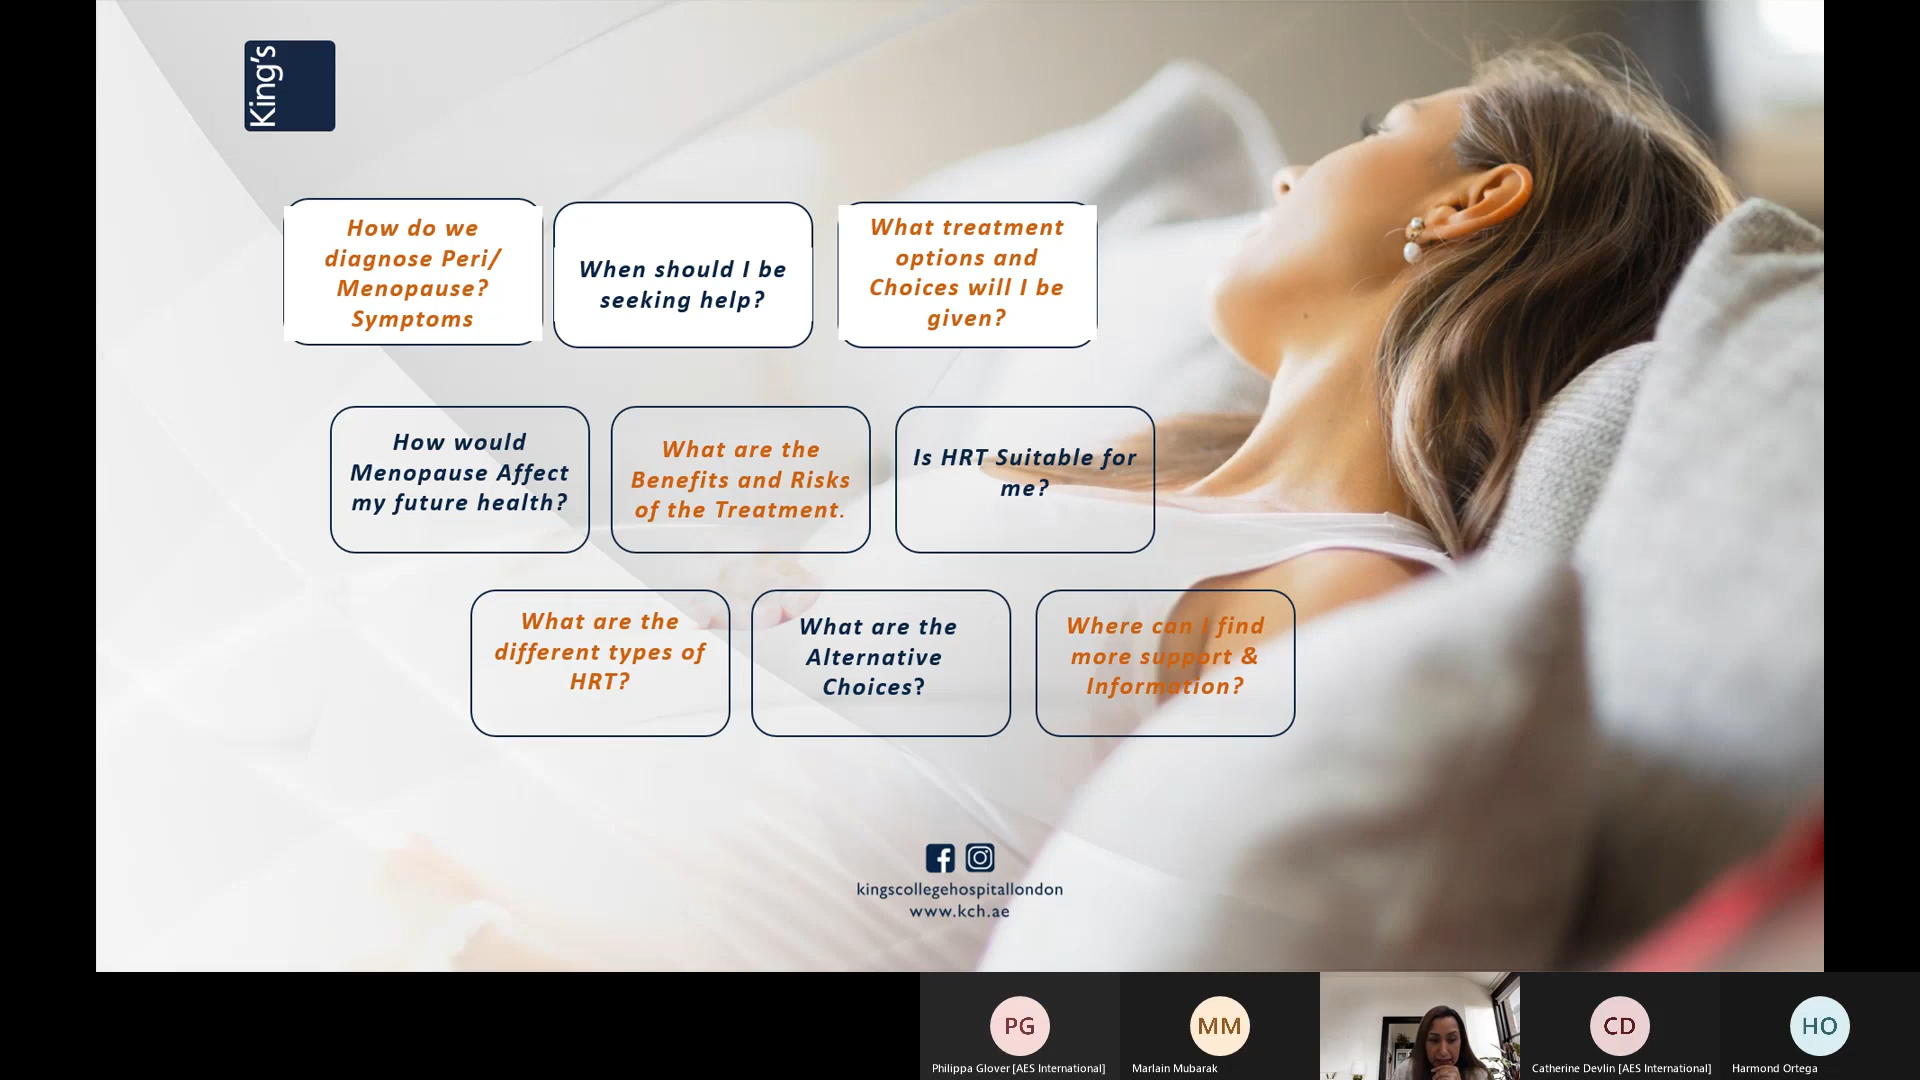 King's
How do we
diagnose Peri/
Menopause?
Symptoms
When should I be
seeking help?
What treatment
options and
Choices will I be
given?
How would
Menopause Affect
my future health?
What are the
Benefits and Risks
of the Treatment.
Is HRT Suitable for
me?
What are the
different types of
HRT?
What are the
Alternative
Choices?
Where can I find
more support &
Information?
kingscollegehospitallondon
www.kch.ae
PG
Philippa Glover [AES International]
MM
Marlain Mubarak
CD
Catherine Devlin [AES International]
HO
Harmond Ortega